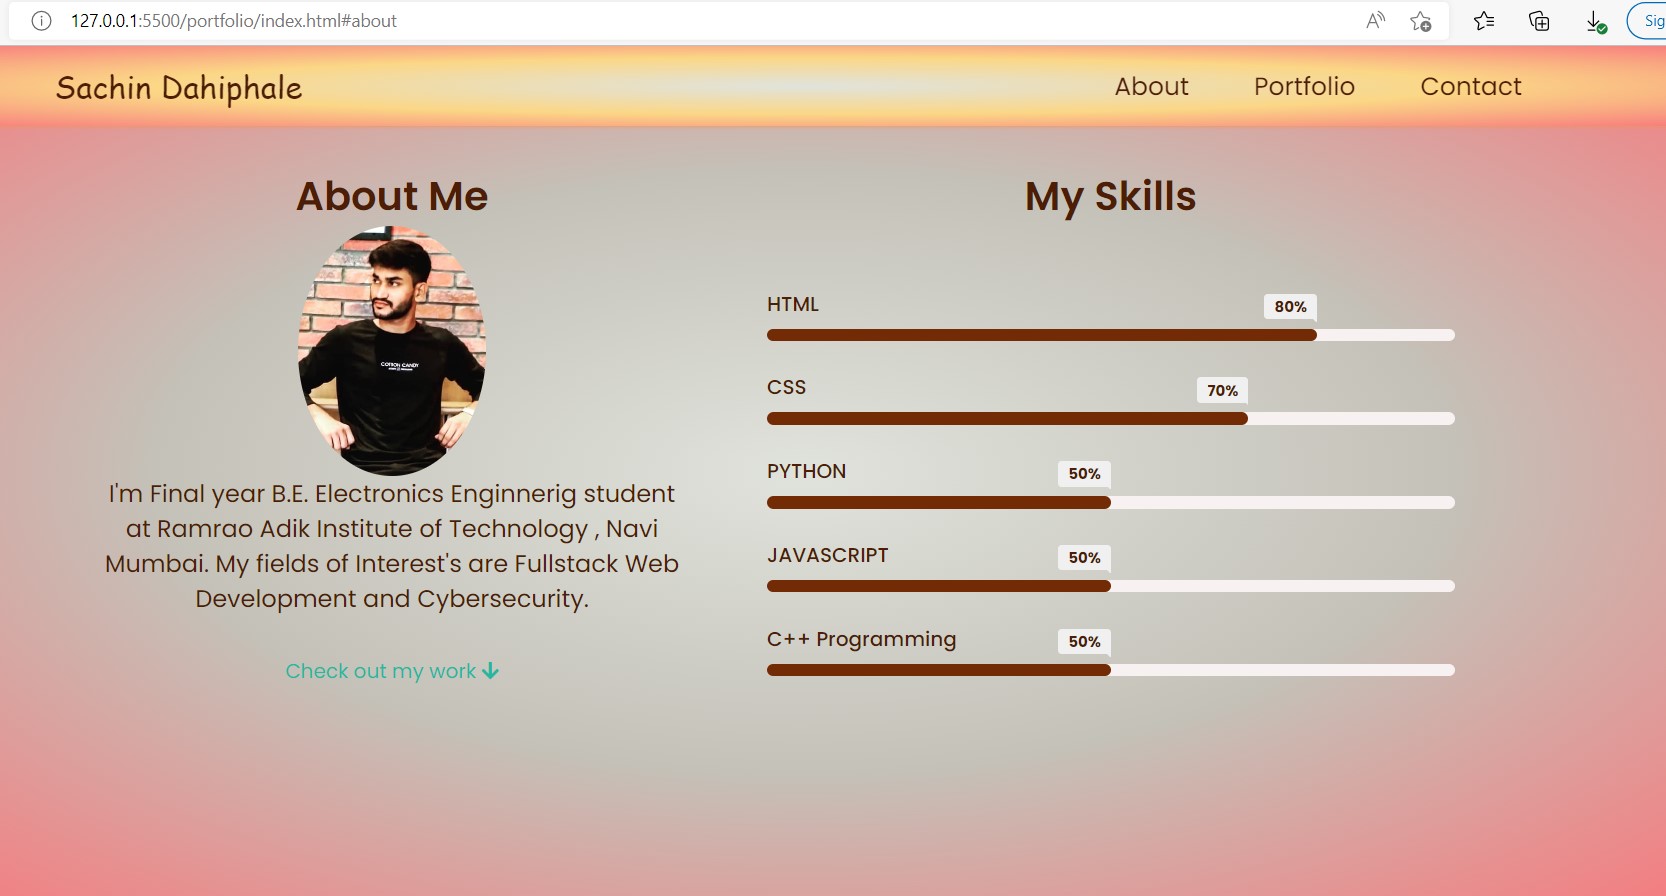 127.0.0.1:5500/portfolio/index.html#about
Sig
Sachin Dahiphale
About Portfolio Contact
About Me
COTTON CANDY
I'm Final year B.E. Electronics Enginnerig student
at Ramrao Adik Institute of Technology , Navi
Mumbai. My fields of Interest's are Fullstack Web
Development and Cybersecurity.
Check out my work
My Skills
HTML 80%
CSS 70%
PYTHON 50%
JAVASCRIPT 50%
C++ Programming 50%